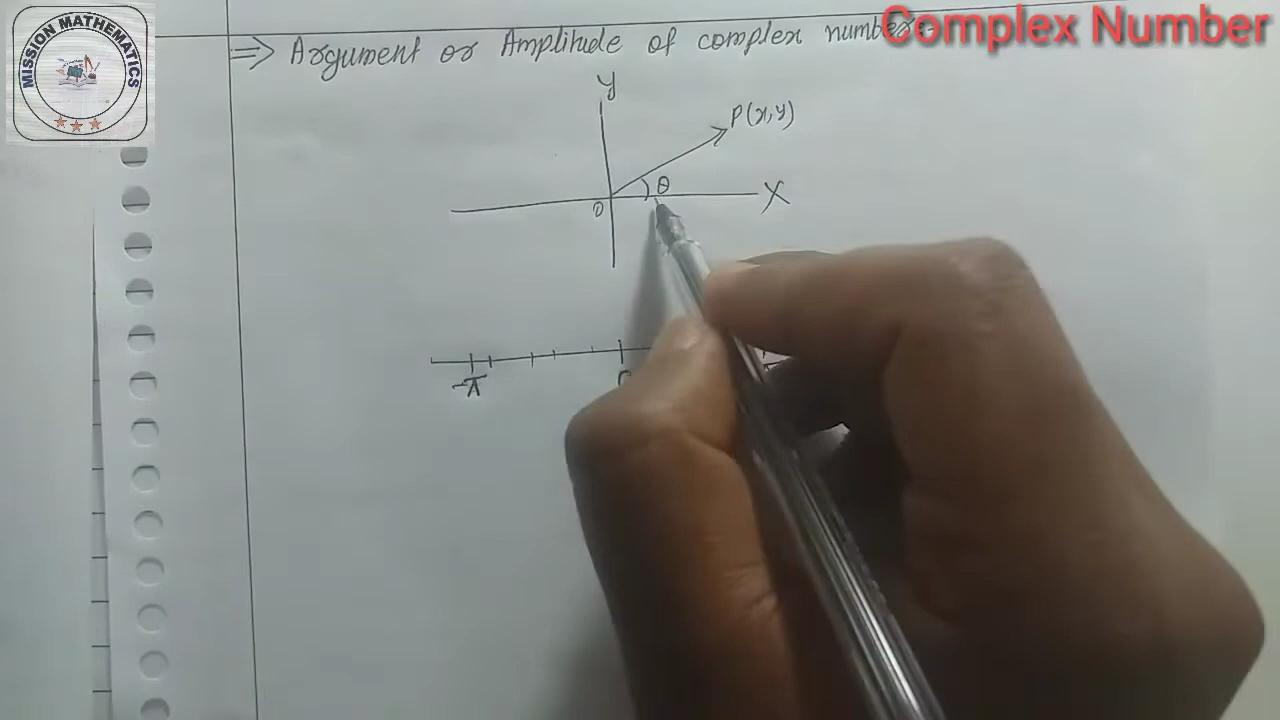 MISSION MATHEMATICS
Complex Number
⇒ Argument or Amplitude of complex number:-
Y
P(x,y)
θ
X
O
-π